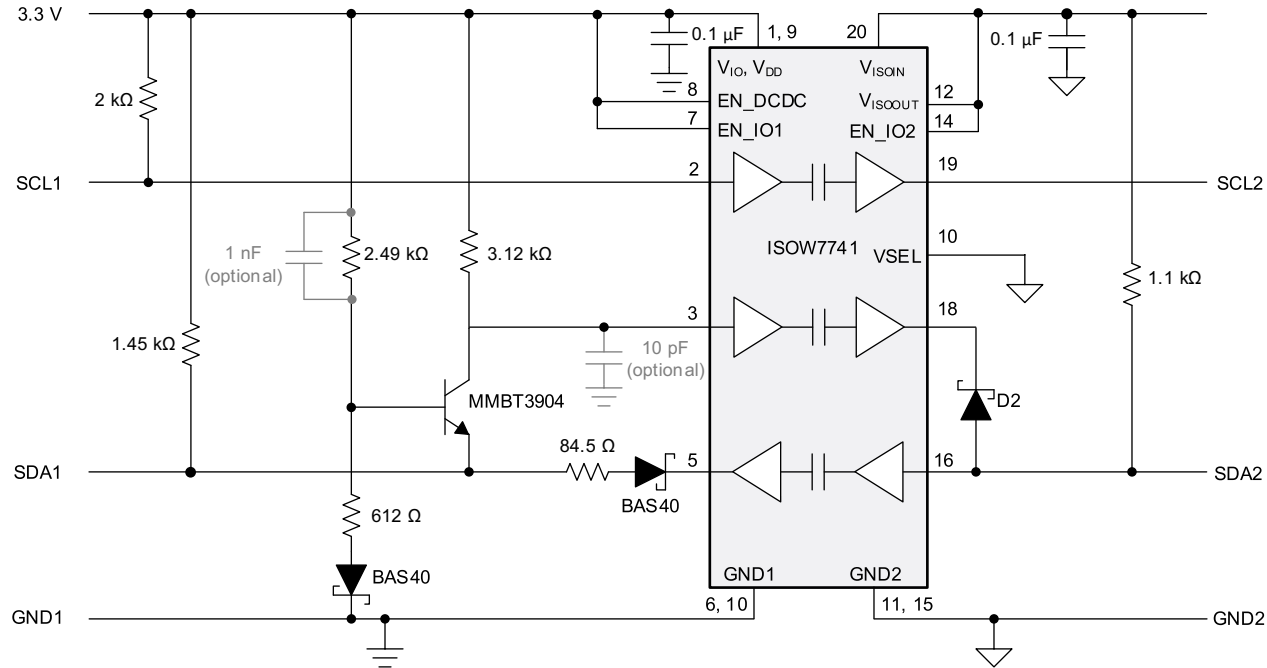 3.3 V
0.1 µF
1, 9
20
0.1 µF
V_IO, V_DD
V_ISOIN
2 kΩ
8
EN_DCDC
V_ISOOUT
12
7
EN_IO1
EN_IO2
14
SCL1
2
19
SCL2
1 nF
(optional)
2.49 kΩ
3.12 kΩ
ISOW7741
VSEL
10
1.1 kΩ
3
18
1.45 kΩ
10 pF
(optional)
MMBT3904
D2
84.5 Ω
SDA1
5
16
SDA2
BAS40
612 Ω
BAS40
GND1
GND2
6, 10
11, 15
GND1
GND2